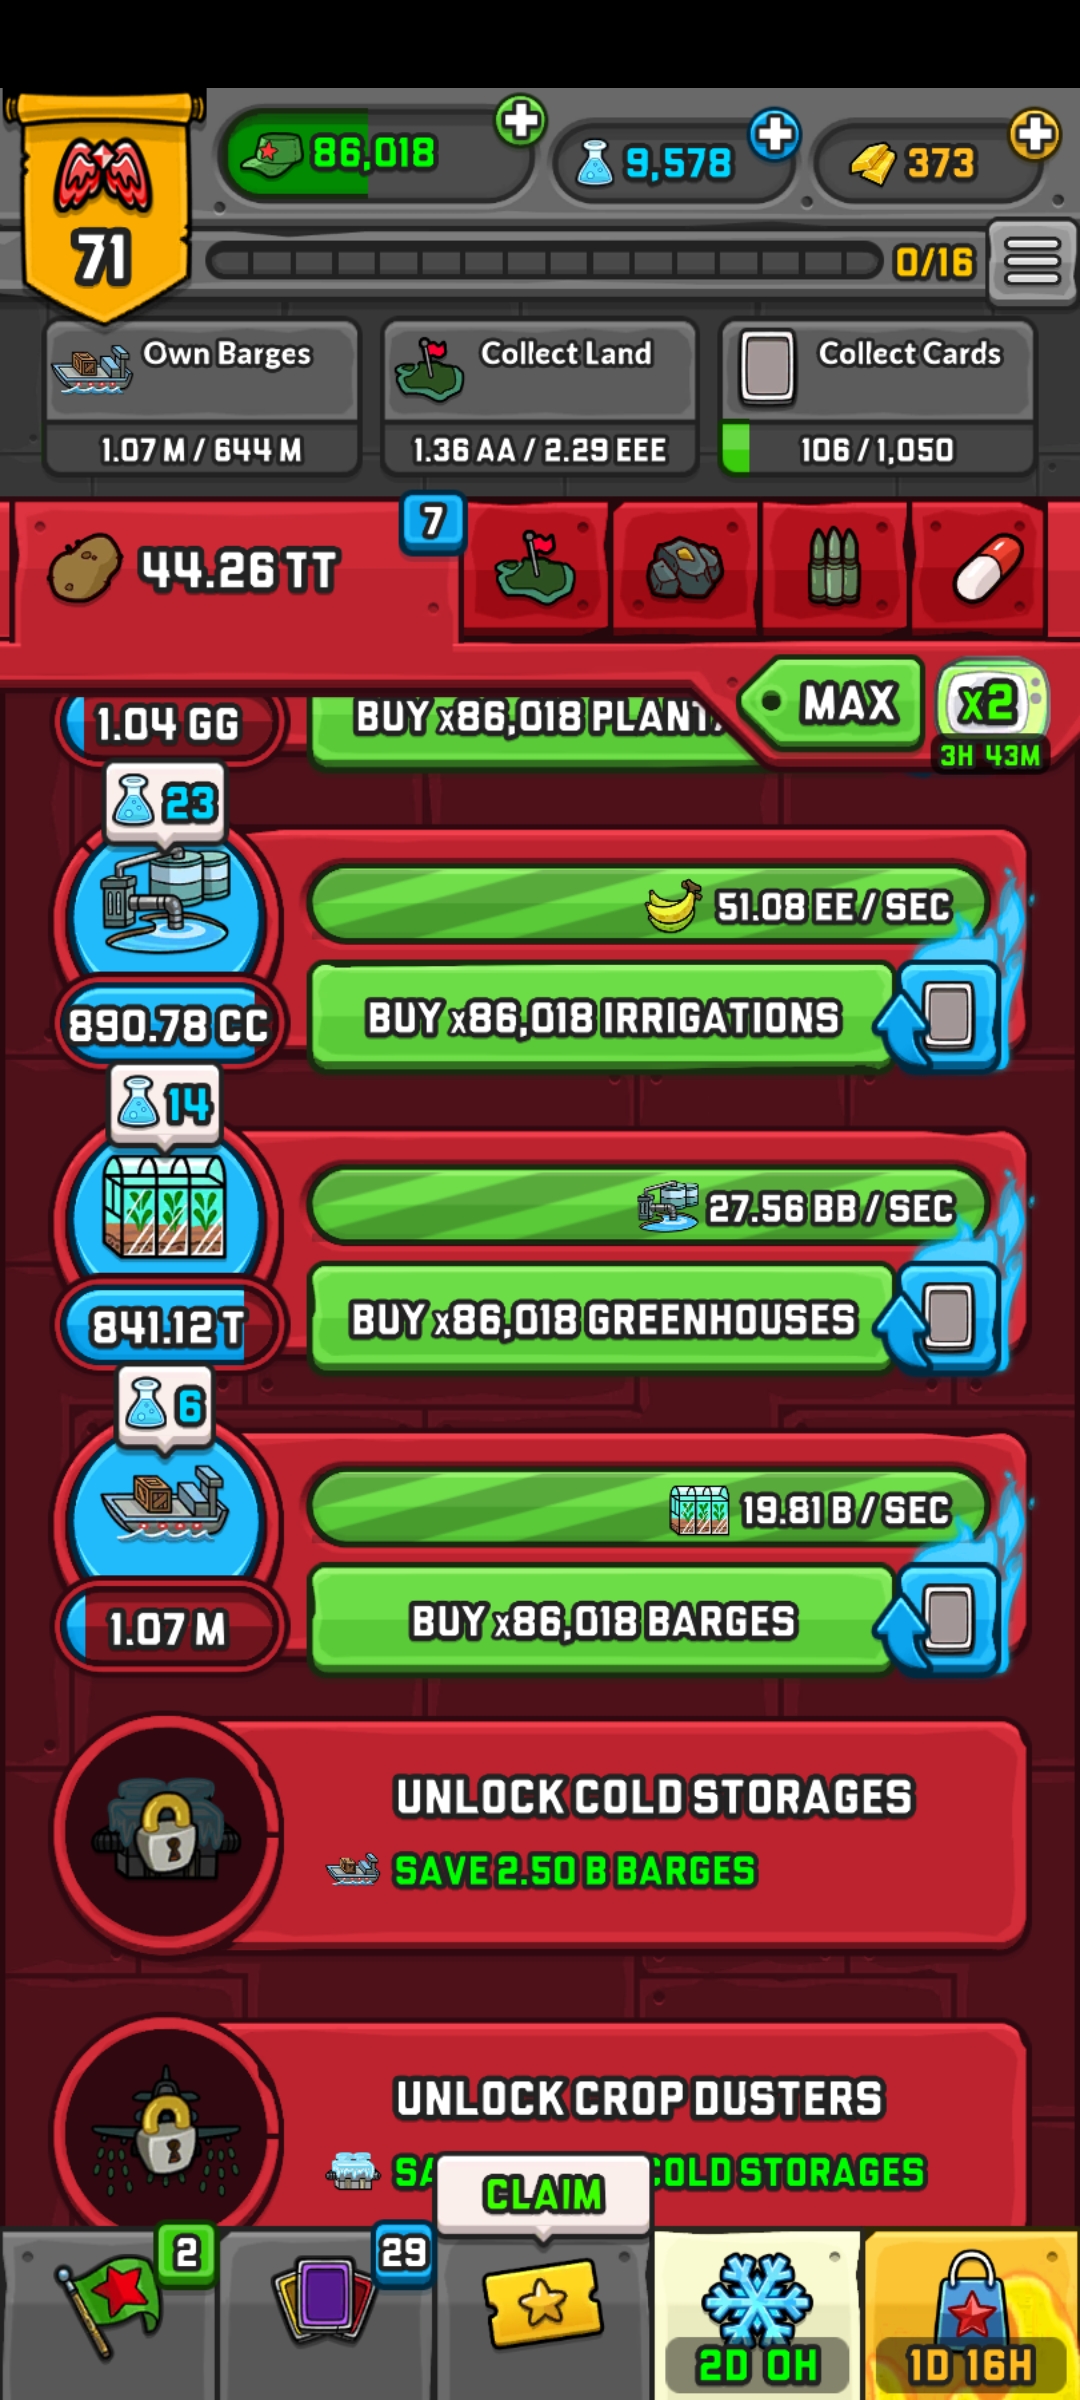 86,018
9,578
373
71
0/16
Own Barges
1.07 M / 644 M
Collect Land
1.36 AA / 2.29 EEE
Collect Cards
106 / 1,050
44.26 TT
7
MAX
x2
3H 43M
1.04 GG
BUY x86,018
23
51.08 EE / SEC
890.78 CC
BUY x86,018 IRRIGATIONS
14
27.56 BB / SEC
841.12 T
BUY x86,018 GREENHOUSES
6
19.81 B / SEC
1.07 M
BUY x86,018 BARGES
UNLOCK COLD STORAGES
SAVE 2.50 B BARGES
UNLOCK CROP DUSTERS
COLD STORAGES
CLAIM
2
29
2D 0H
1D 16H